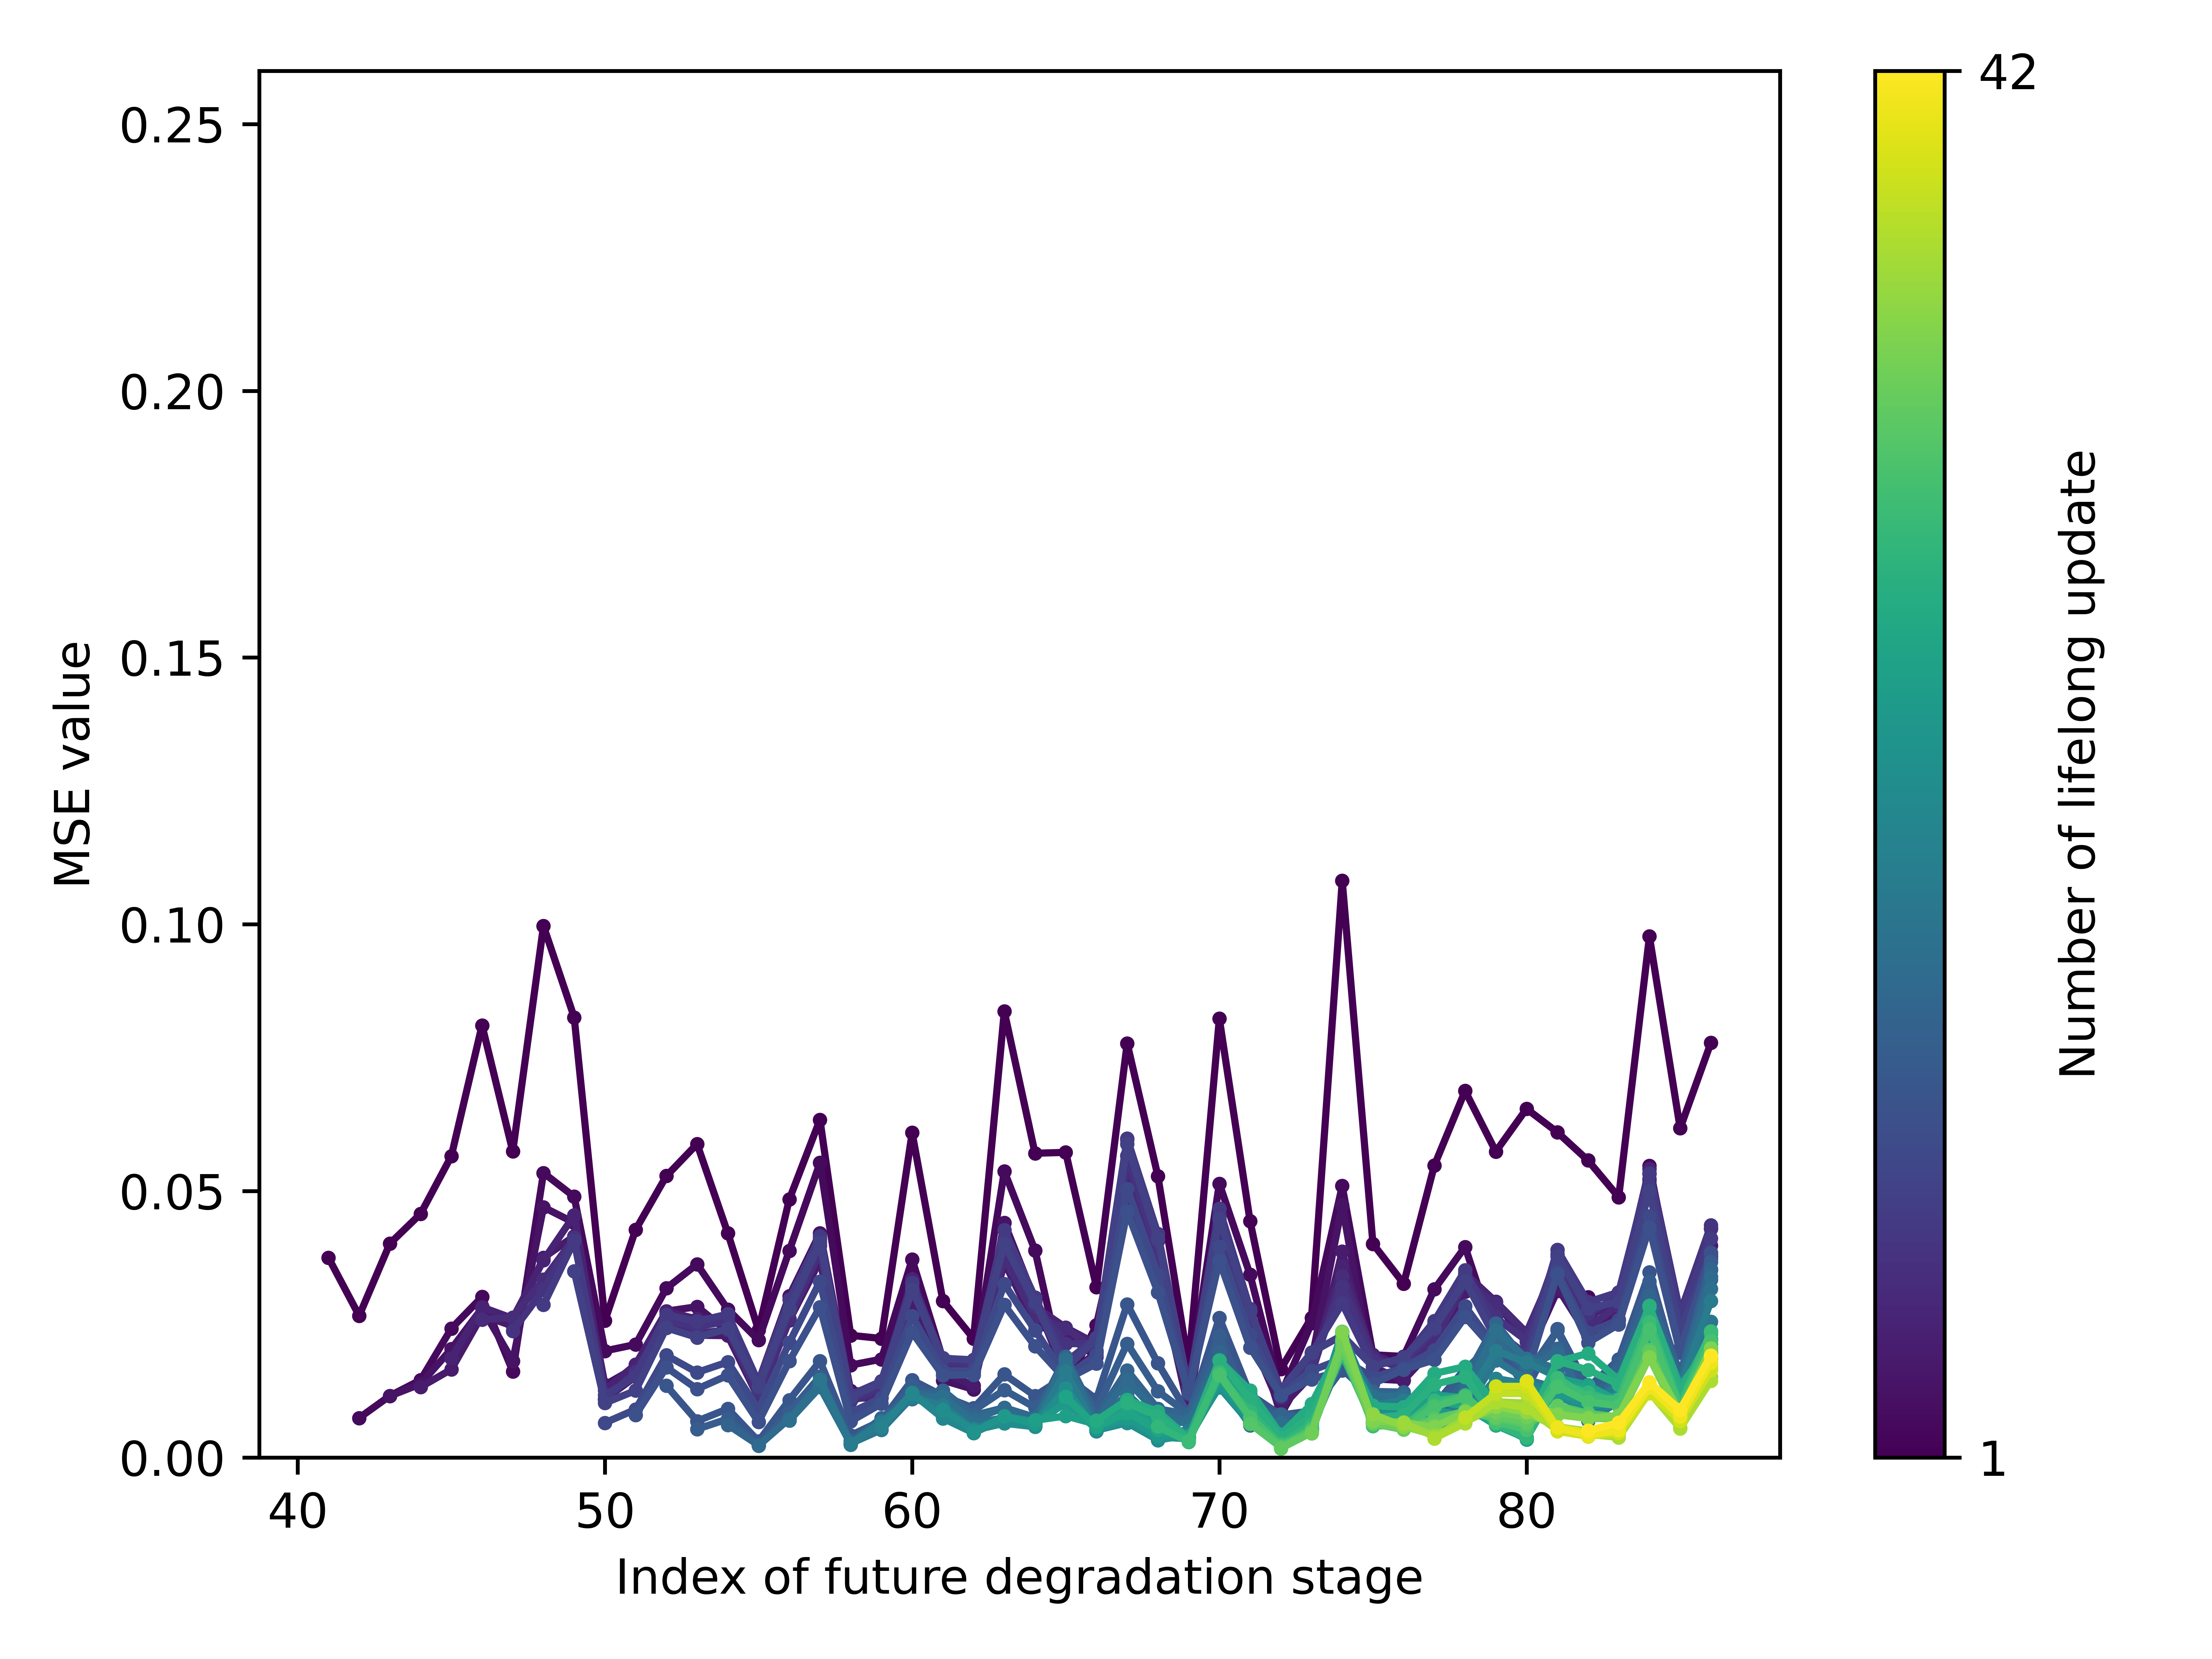 0.25
0.20
0.15
0.10
0.05
0.00
MSE value
40 50 60 70 80
Index of future degradation stage
42
1
Number of lifelong update